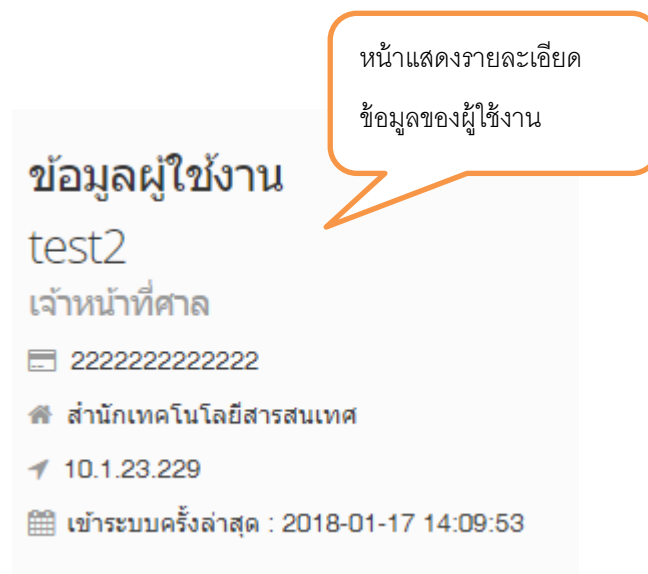 หน้าแสดงรายละเอียด
ข้อมูลของผู้ใช้งาน
ข้อมูลผู้ใช้งาน
test2
เจ้าหน้าที่ศาล
2222222222222
สำนักเทคโนโลยีสารสนเทศ
10.1.23.229
เข้าระบบครั้งล่าสุด : 2018-01-17 14:09:53